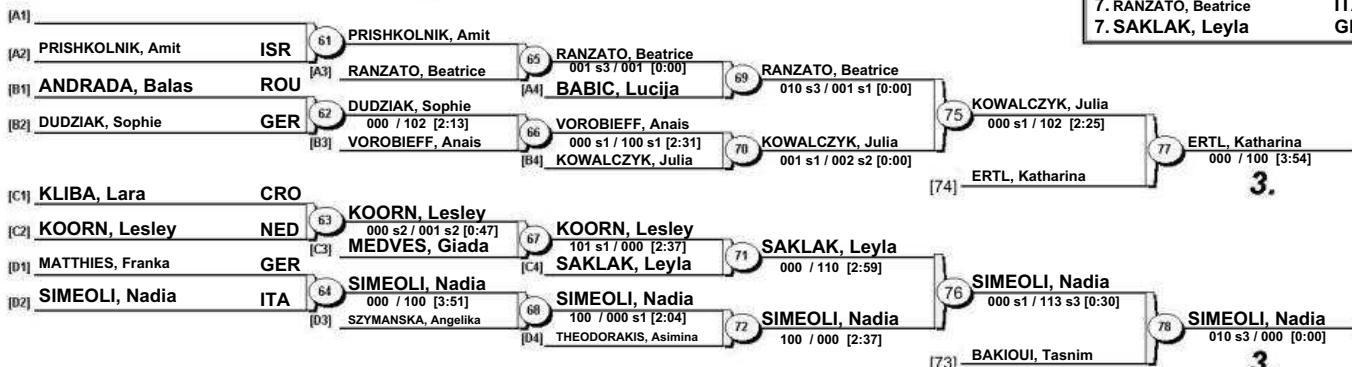 7. RANZATO, Beatrice
7. SAKLAK, Leyla
[A1]
[A2] PRISHKOLNIK, Amit ISR
61
PRISHKOLNIK, Amit
[A3] RANZATO, Beatrice
[B1] ANDRADA, Balas ROU
[B2] DUDZIAK, Sophie GER
62
DUDZIAK, Sophie
000 / 102 [2:13]
[B3] VOROBIEFF, Anais
65
RANZATO, Beatrice
001 s3 / 001 [0:00]
[A4] BABIC, Lucija
66
VOROBIEFF, Anais
000 s1 / 100 s1 [2:31]
[B4] KOWALCZYK, Julia
69
RANZATO, Beatrice
010 s3 / 001 s1 [0:00]
70
KOWALCZYK, Julia
001 s1 / 002 s2 [0:00]
75
KOWALCZYK, Julia
000 s1 / 102 [2:25]
[74] ERTL, Katharina
77
ERTL, Katharina
000 / 100 [3:54]
3.
[C1] KLIBA, Lara CRO
[C2] KOORN, Lesley NED
63
KOORN, Lesley
000 s2 / 001 s2 [0:47]
[C3] MEDVES, Giada
[D1] MATTHIES, Franka GER
[D2] SIMEOLI, Nadia ITA
64
SIMEOLI, Nadia
000 / 100 [3:51]
[D3] SZYMANSKA, Angelika
67
KOORN, Lesley
101 s1 / 000 [2:37]
[C4] SAKLAK, Leyla
68
SIMEOLI, Nadia
100 / 000 s1 [2:04]
[D4] THEODORAKIS, Asimina
71
SAKLAK, Leyla
000 / 110 [2:59]
72
SIMEOLI, Nadia
100 / 000 [2:37]
76
SIMEOLI, Nadia
000 s1 / 113 s3 [0:30]
[73] BAKIOUI, Tasnim
78
SIMEOLI, Nadia
010 s3 / 000 [0:00]
3.